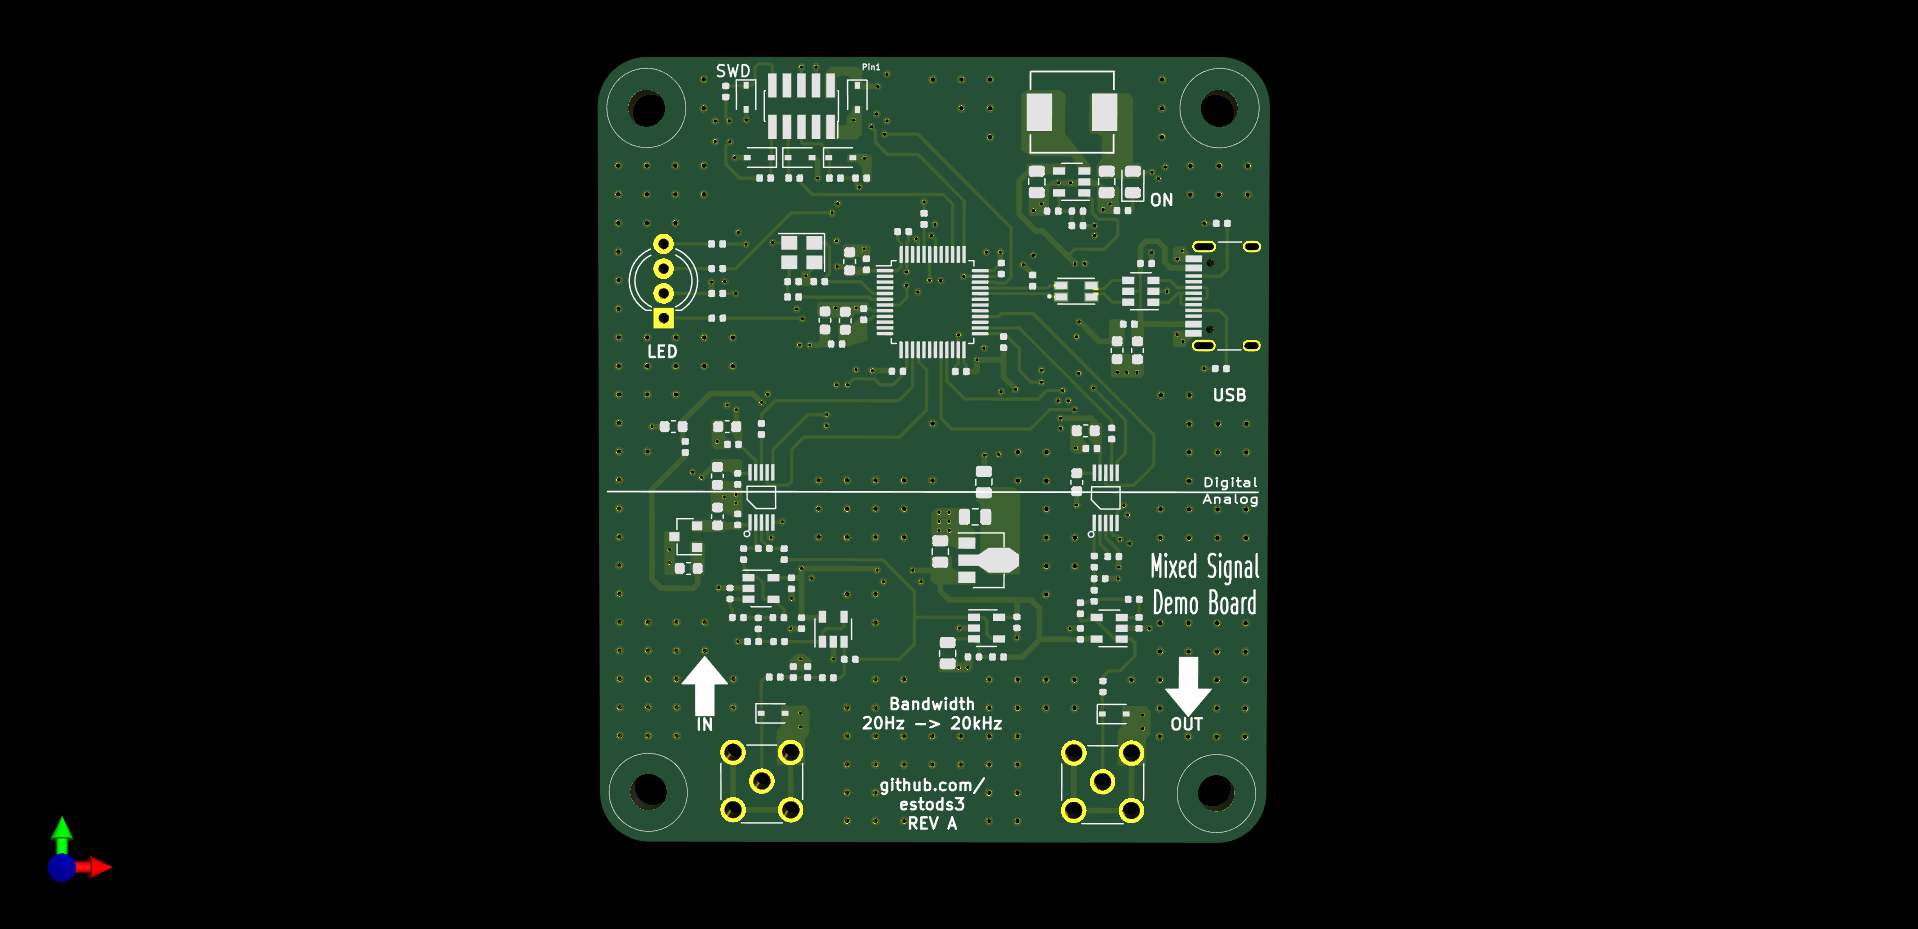 SWD
Pin1
ON
LED
USB
Digital
Analog
Mixed Signal
Demo Board
IN
Bandwidth
20Hz -> 20kHz
OUT
github.com/
estods3
REV A